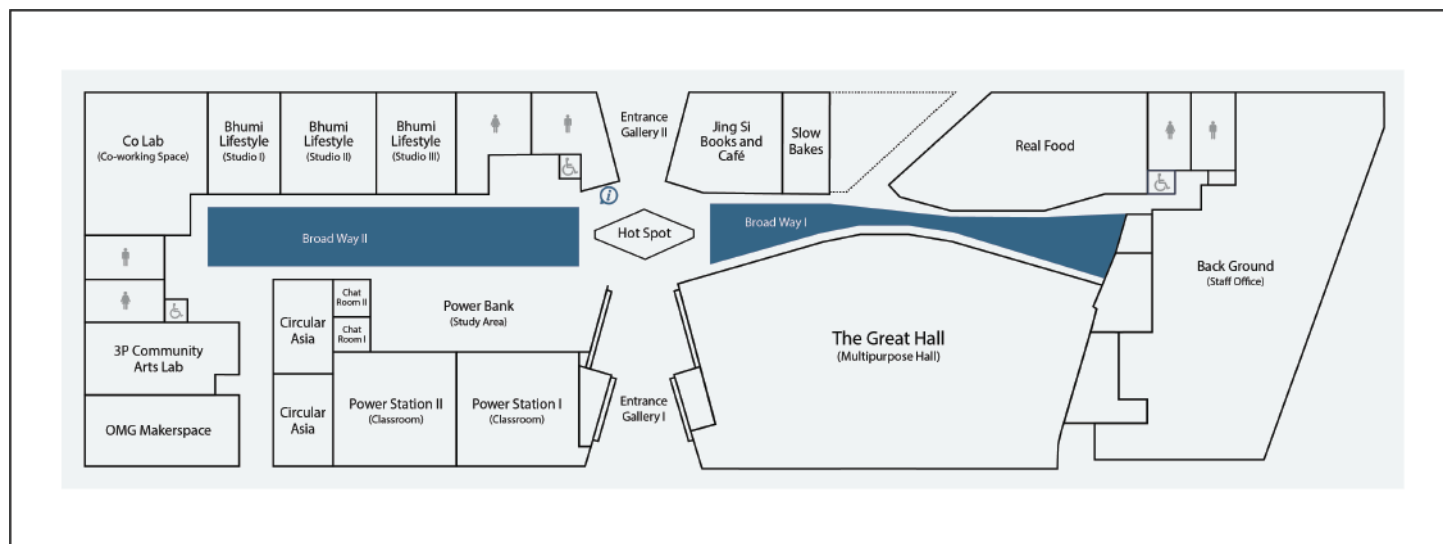 Co Lab
(Co-working Space)
Bhumi
Lifestyle
(Studio I)
Bhumi
Lifestyle
(Studio II)
Bhumi
Lifestyle
(Studio III)
Entrance
Gallery II
Jing Si
Books and
Café
Slow
Bakes
Real Food
i
Broad Way II
Hot Spot
Broad Way I
Back Ground
(Staff Office)
Circular
Asia
Chat
Room II
Chat
Room I
Power Bank
(Study Area)
The Great Hall
(Multipurpose Hall)
3P Community
Arts Lab
OMG Makerspace
Circular
Asia
Power Station II
(Classroom)
Power Station I
(Classroom)
Entrance
Gallery I